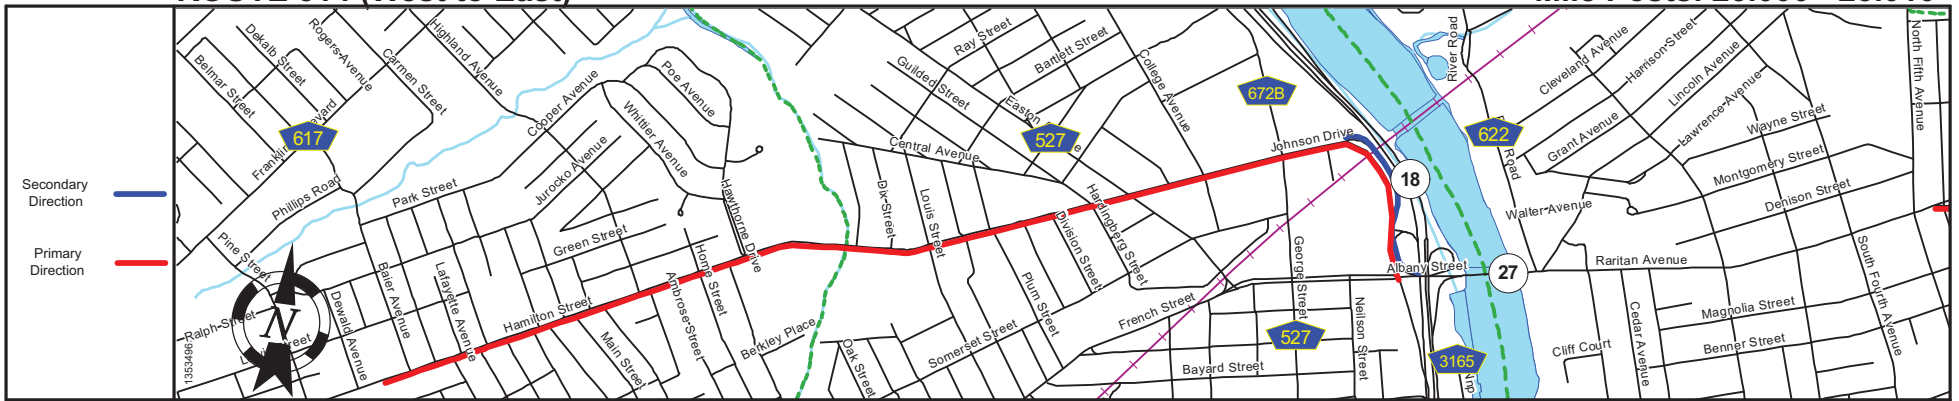 Secondary
Direction
Primary
Direction
Belmar Street
Dekalb Street
Rogers Avenue
Carmen Street
Highland Avenue
617
Phillips Road
Pine Street
Ralph Street
1353496
N
Park Street
Cooper Avenue
Jurocko Avenue
Whittier Avenue
Poe Avenue
Green Street
Dewald Avenue
Baier Avenue
Lafayette Avenue
Hamilton Street
Main Street
Ambrose Street
Home Street
Hawthorne Drive
Berkley Place
Oak Street
Central Avenue
Dix Street
Louis Street
Guilden Street
Ray Street
Bartlett Street
527
College Avenue
672B
Johnson Drive
Hardingberg Street
Division Street
Plum Street
Somerset Street
French Street
George Street
527
Neilson Street
Bayard Street
Albany Street
18
27
3165
River Road
622
Road
Cleveland Avenue
Harrison Street
Lincoln Avenue
Lawrence Avenue
Grant Avenue
Wayne Street
Montgomery Street
Denison Street
Walter Avenue
Raritan Avenue
Magnolia Street
Benner Street
Cliff Court
Cedar Avenue
South Fourth Avenue
North Fifth Avenue